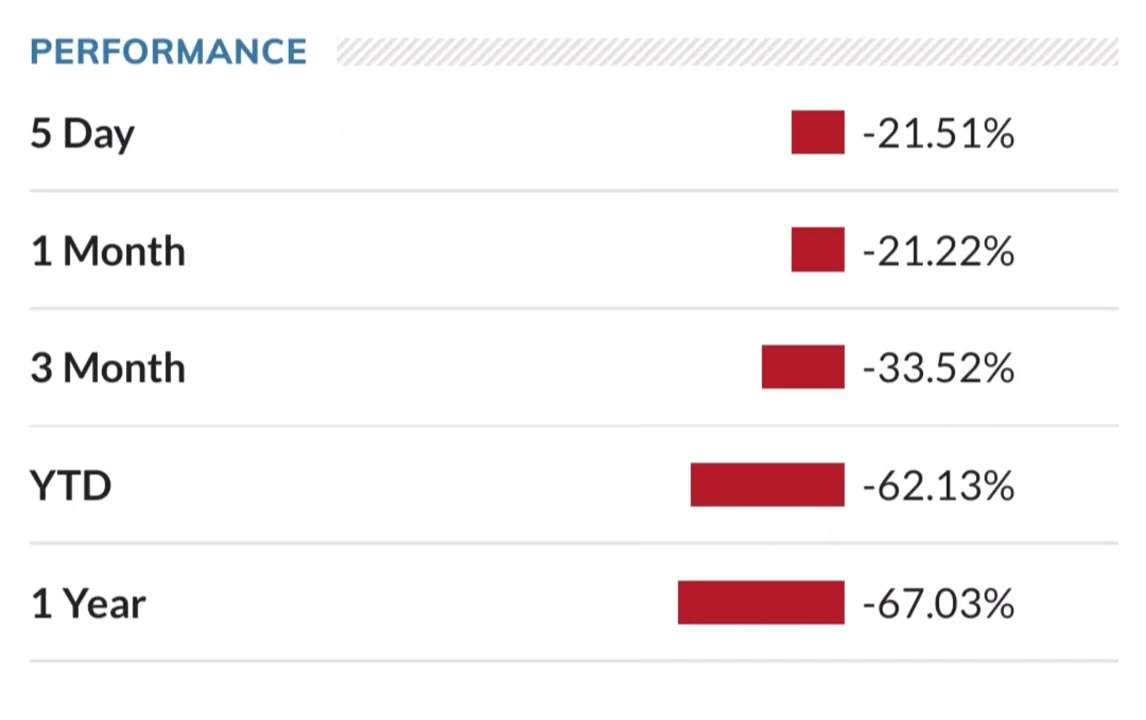 PERFORMANCE
5 Day -21.51%
1 Month -21.22%
3 Month -33.52%
YTD -62.13%
1 Year -67.03%